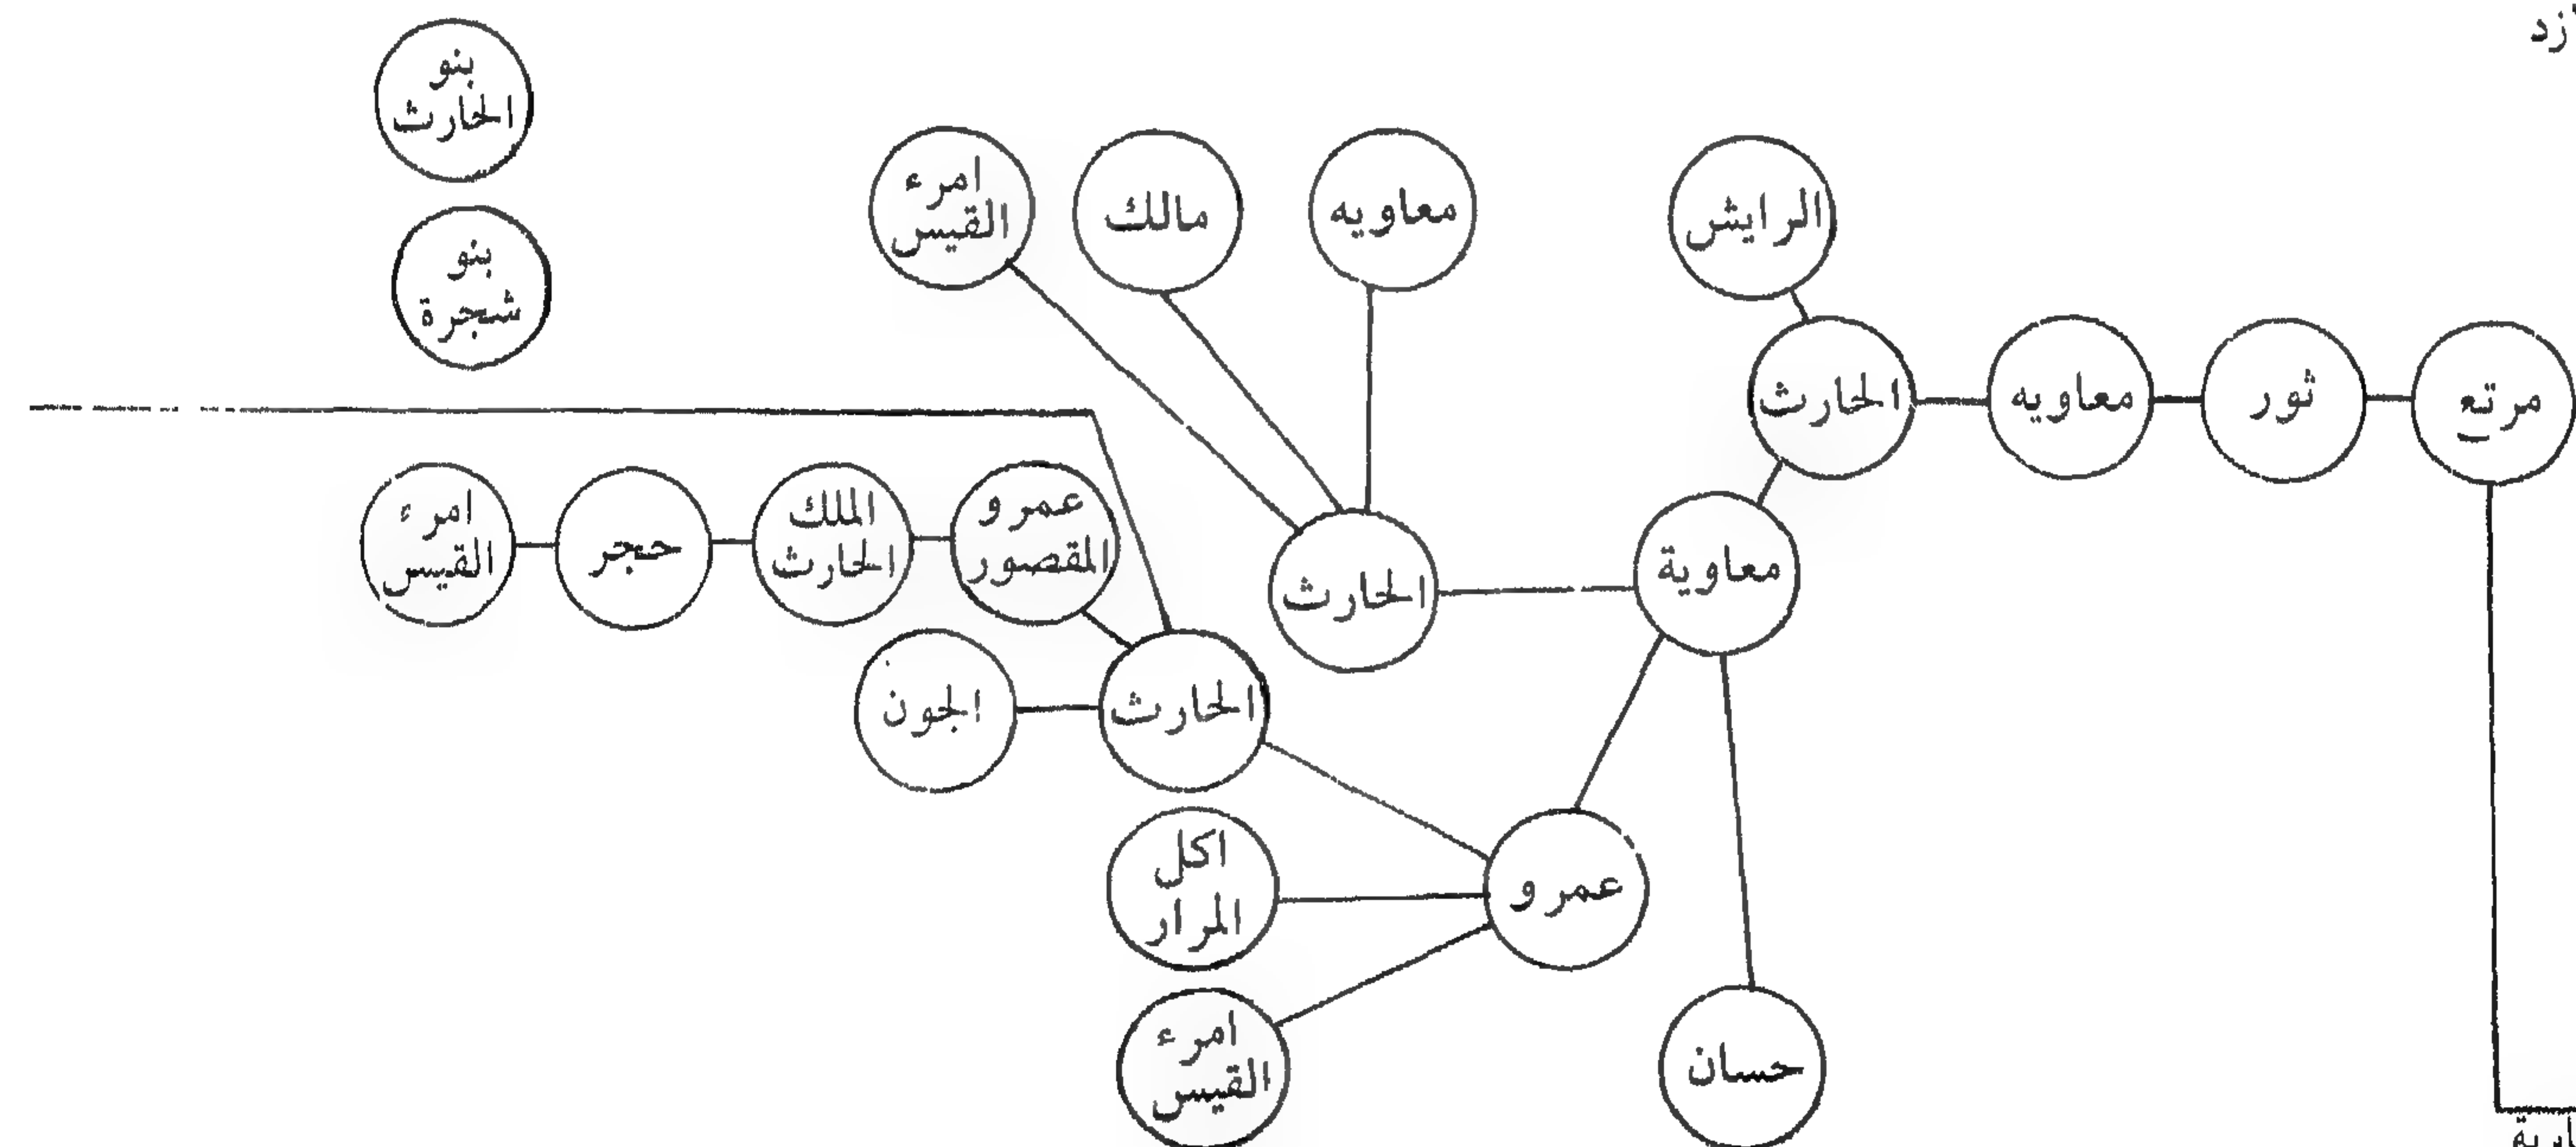 بنو
الحارث
بنو
شجرة
امرء
القيس
مالك
معاويه
الرايش
مرتع
ثور
معاويه
الحارث
معاوية
الحارث
عمرو
المقصور
الملك
الحارث
حجر
امرء
القيس
الحارث
الجون
عمرو
اكل
المرار
امرء
القيس
حسان